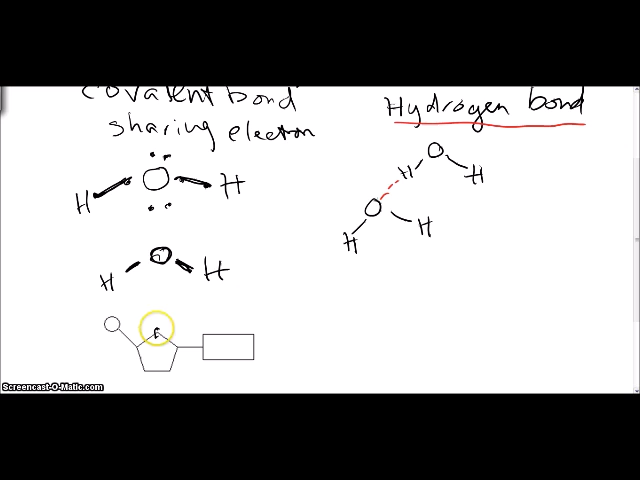 Covalent bond
sharing electron
Hydrogen bond
O
H
H
O
H
H
O
H
H
O
H
H
Screencast-O-Matic.com